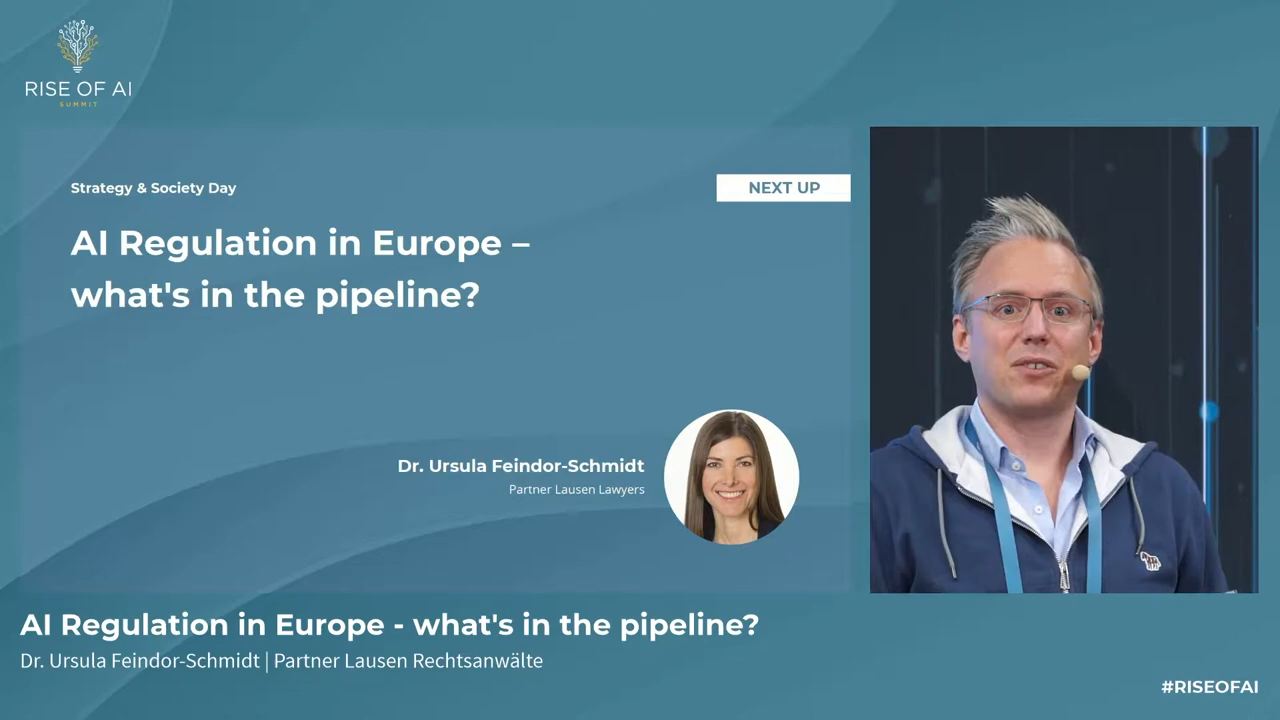 RISE OF AI
SUMMIT
Strategy & Society Day
NEXT UP
AI Regulation in Europe –
what's in the pipeline?
Dr. Ursula Feindor-Schmidt
Partner Lausen Lawyers
AI Regulation in Europe - what's in the pipeline?
Dr. Ursula Feindor-Schmidt | Partner Lausen Rechtsanwälte
#RISEOFAI